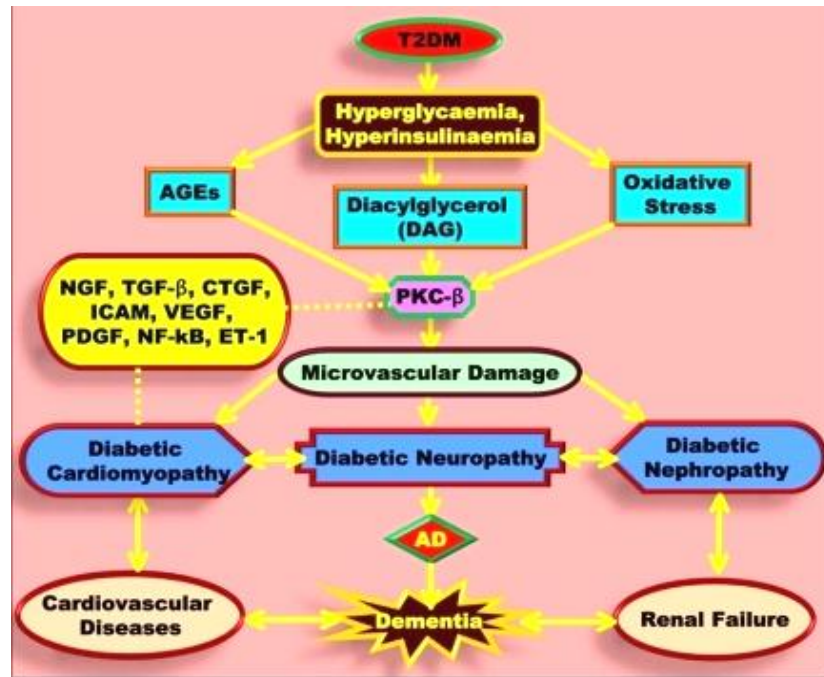 T2DM
Hyperglycaemia,
Hyperinsulinaemia
AGEs
Diacylglycerol
(DAG)
Oxidative
Stress
NGF, TGF-β, CTGF,
ICAM, VEGF,
PDGF, NF-kB, ET-1
PKC-β
Microvascular Damage
Diabetic
Cardiomyopathy
Diabetic Neuropathy
Diabetic
Nephropathy
AD
Cardiovascular
Diseases
Dementia
Renal Failure